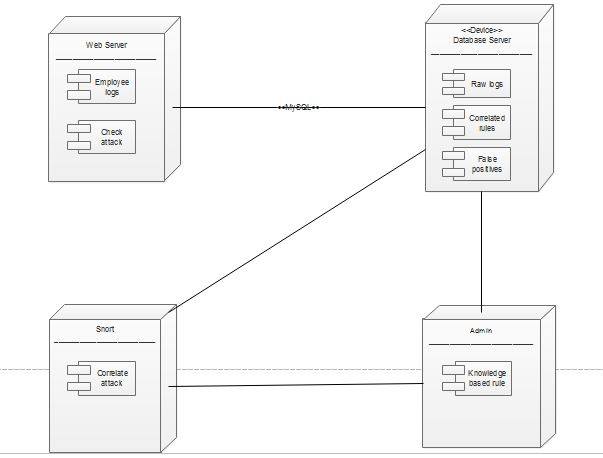 Web Server
Employee
logs
Check
attack
<<MySQL>>
<<Device>>
Database Server
Raw logs
Correlated
rules
False
positives
Snort
Correlate
attack
Admin
Knowledge
based rule